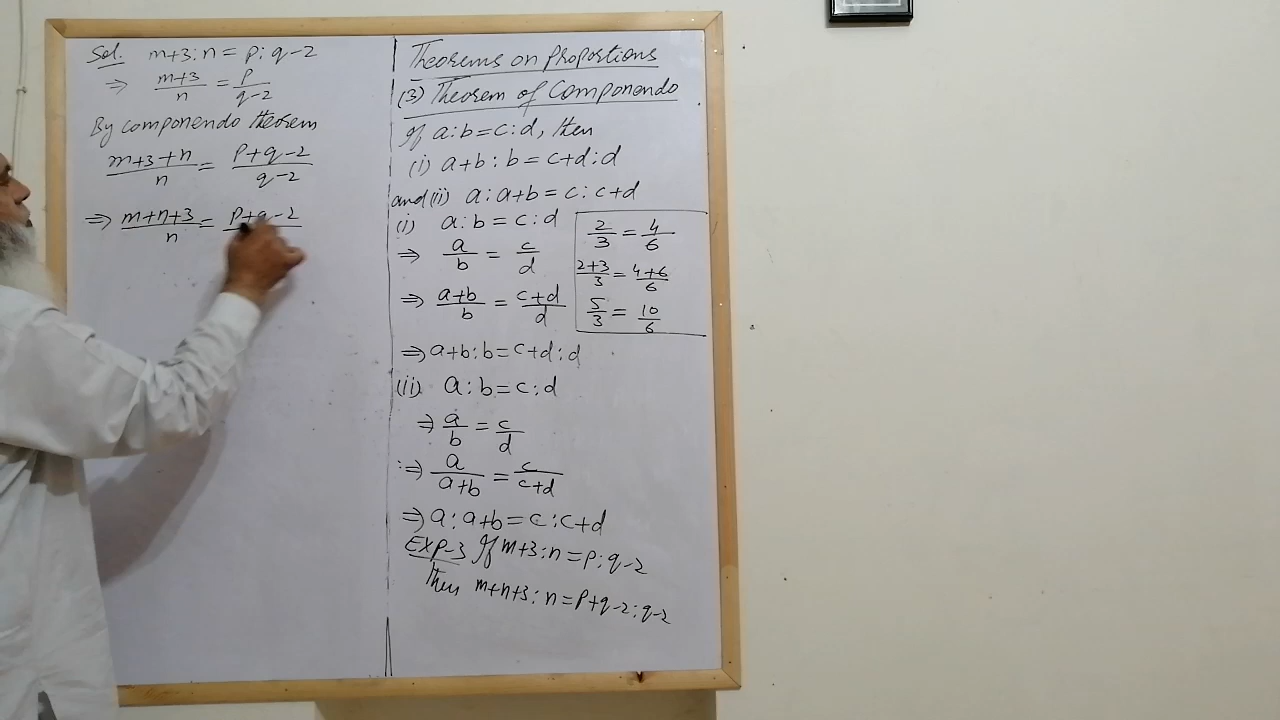 Sol. m+3:n = p:q-2
⇒ m+3/n = p/q-2
By componendo theorem
m+3+n/n = p+q-2/q-2
⇒ m+n+3/n = p+q-2
Theorems on proportions
(3) Theorem of Componendo
If a:b=c:d, then
(i) a+b:b=c+d:d
and (ii) a:a+b=c:c+d
(i) a:b=c:d
⇒ a/b = c/d
⇒ a+b/b = c+d/d
2/3 = 4/6
2+3/3 = 4+6/6
5/3 = 10/6
⇒ a+b:b=c+d:d
(ii) a:b=c:d
⇒ a/b = c/d
⇒ a/a+b = c/c+d
⇒ a:a+b=c:c+d
Exp-3 If m+3:n=p:q-2
then m+n+3:n=p+q-2:q-2